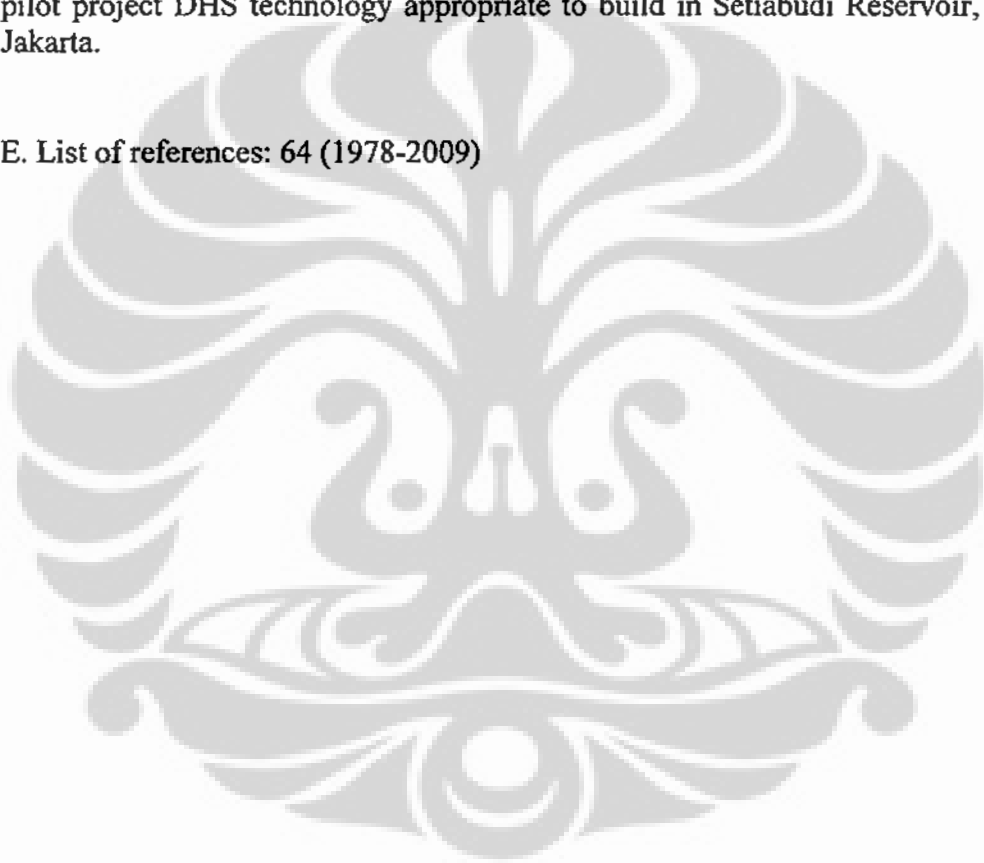 pilot project DHS technology appropriate to build in Setiabudi Reservoir,
Jakarta.
E. List of references: 64 (1978-2009)